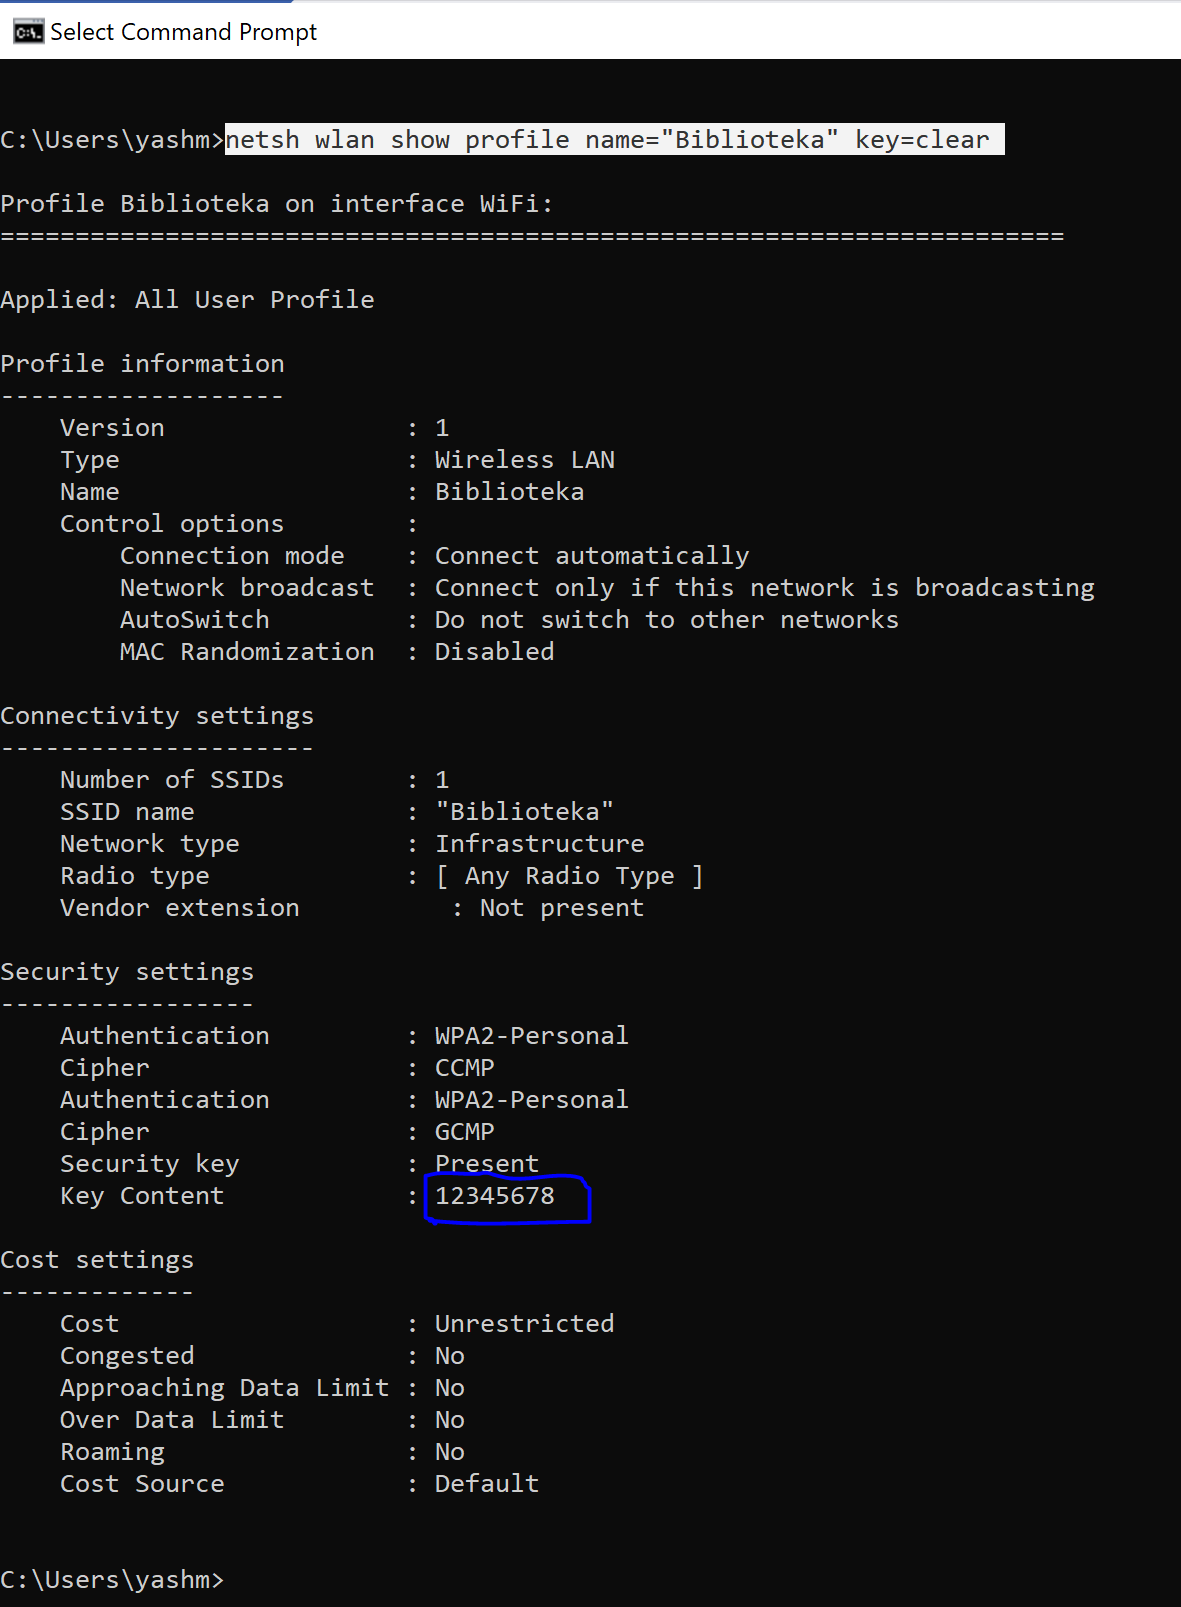 Select Command Prompt
C:\Users\yashm>netsh wlan show profile name="Biblioteka" key=clear
Profile Biblioteka on interface WiFi:
=======================================================================
Applied: All User Profile
Profile information
-------------------
    Version                : 1
    Type                   : Wireless LAN
    Name                   : Biblioteka
    Control options        :
        Connection mode    : Connect automatically
        Network broadcast  : Connect only if this network is broadcasting
        AutoSwitch         : Do not switch to other networks
        MAC Randomization  : Disabled
Connectivity settings
---------------------
    Number of SSIDs        : 1
    SSID name              : "Biblioteka"
    Network type           : Infrastructure
    Radio type             : [ Any Radio Type ]
    Vendor extension          : Not present
Security settings
-----------------
    Authentication         : WPA2-Personal
    Cipher                 : CCMP
    Authentication         : WPA2-Personal
    Cipher                 : GCMP
    Security key           : Present
    Key Content            : 12345678
Cost settings
-------------
    Cost                   : Unrestricted
    Congested              : No
    Approaching Data Limit : No
    Over Data Limit        : No
    Roaming                : No
    Cost Source            : Default
C:\Users\yashm>